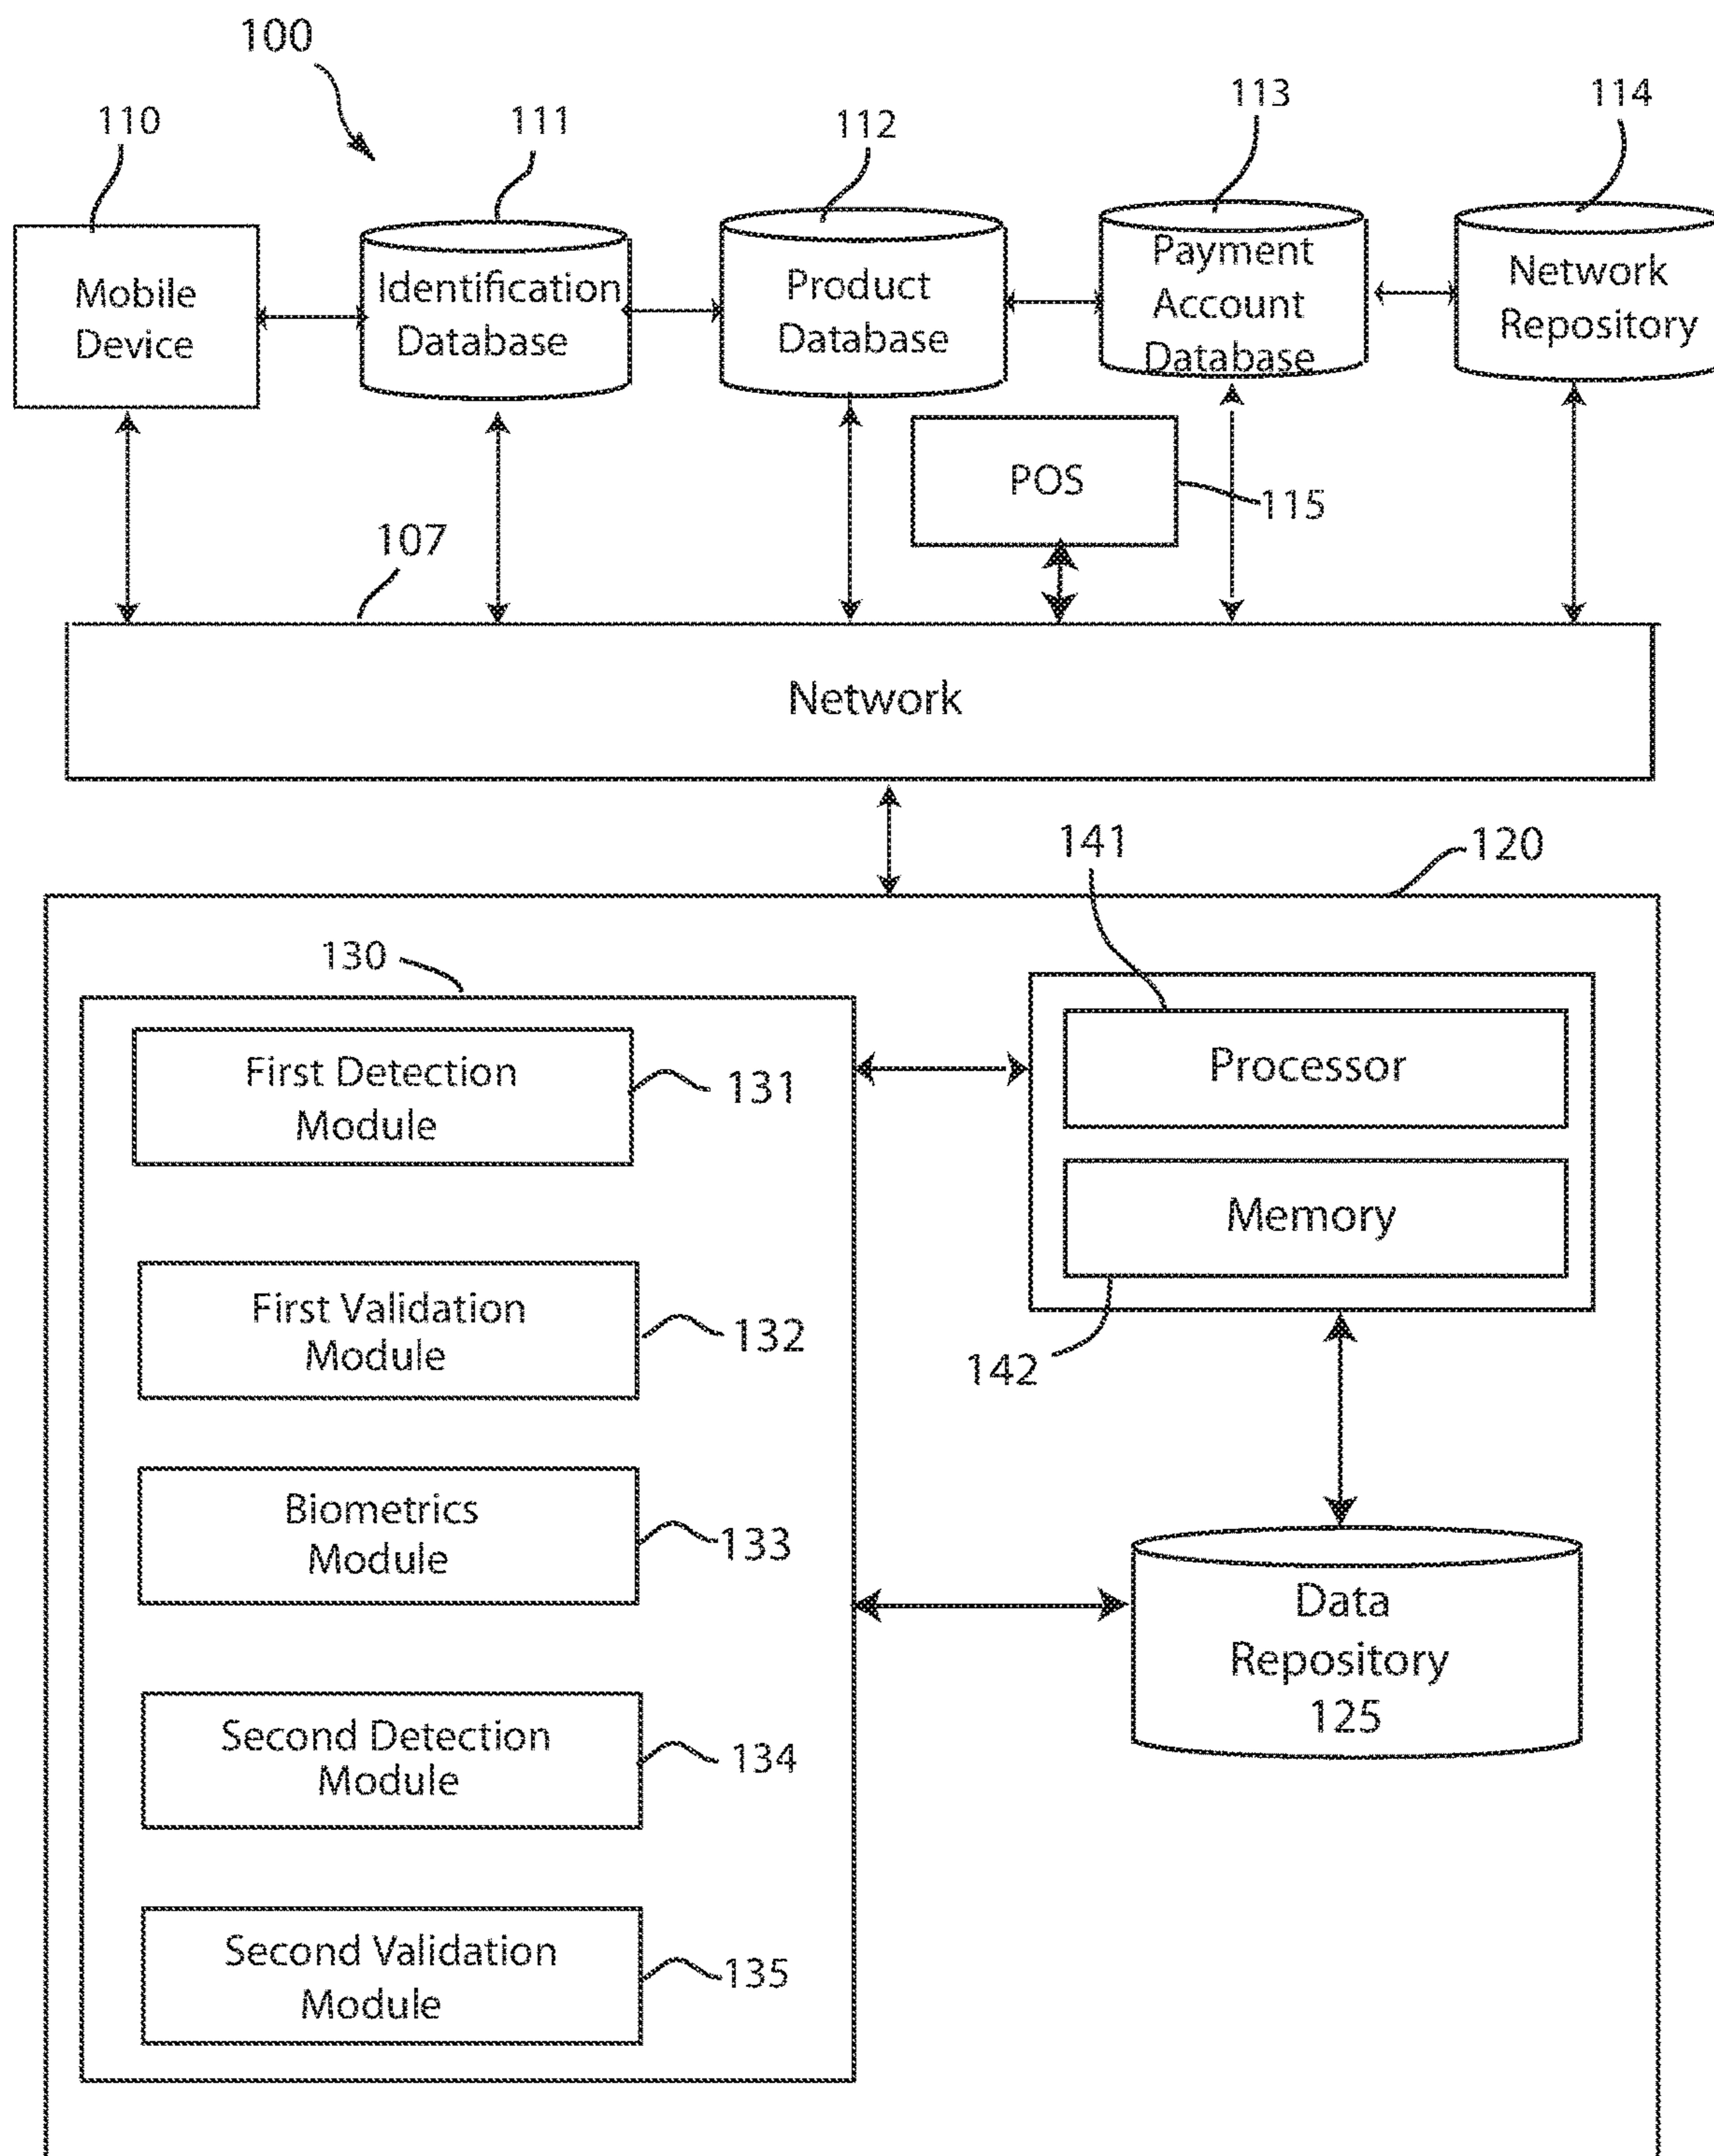 100
110
111
112
113
114
Mobile
Device
Identification
Database
Product
Database
Payment
Account
Database
Network
Repository
POS
115
107
Network
141
120
130
First Detection
Module
131
Processor
Memory
First Validation
Module
132
142
Biometrics
Module
133
Data
Repository
125
Second Detection
Module
134
Second Validation
Module
135